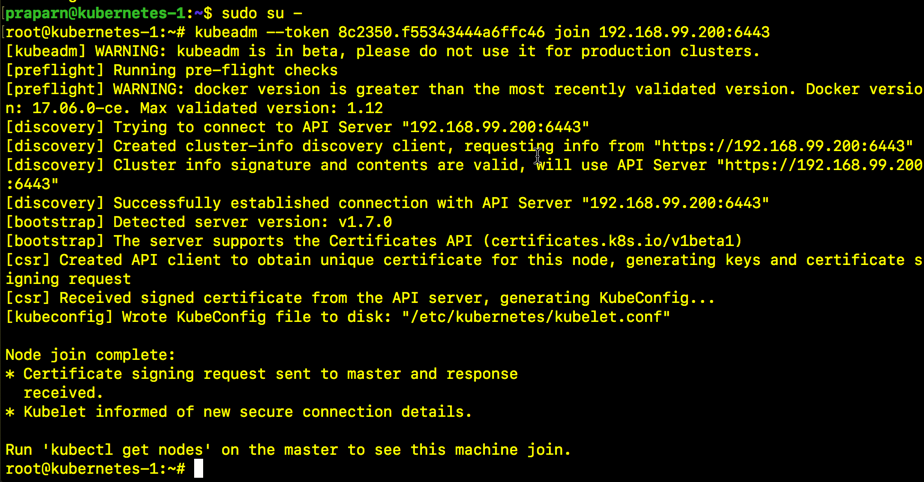 praparn@kubernetes-1:~$ sudo su -
[root@kubernetes-1:~# kubeadm --token 8c2350.f55343444a6ffc46 join 192.168.99.200:6443
[kubeadm] WARNING: kubeadm is in beta, please do not use it for production clusters.
[preflight] Running pre-flight checks
[preflight] WARNING: docker version is greater than the most recently validated version. Docker versio
n: 17.06.0-ce. Max validated version: 1.12
[discovery] Trying to connect to API Server "192.168.99.200:6443"
[discovery] Created cluster-info discovery client, requesting info from "https://192.168.99.200:6443"
[discovery] Cluster info signature and contents are valid, will use API Server "https://192.168.99.200
:6443"
[discovery] Successfully established connection with API Server "192.168.99.200:6443"
[bootstrap] Detected server version: v1.7.0
[bootstrap] The server supports the Certificates API (certificates.k8s.io/v1beta1)
[csr] Created API client to obtain unique certificate for this node, generating keys and certificate s
igning request
[csr] Received signed certificate from the API server, generating KubeConfig...
[kubeconfig] Wrote KubeConfig file to disk: "/etc/kubernetes/kubelet.conf"
Node join complete:
* Certificate signing request sent to master and response
received.
* Kubelet informed of new secure connection details.
Run 'kubectl get nodes' on the master to see this machine join.
root@kubernetes-1:~#